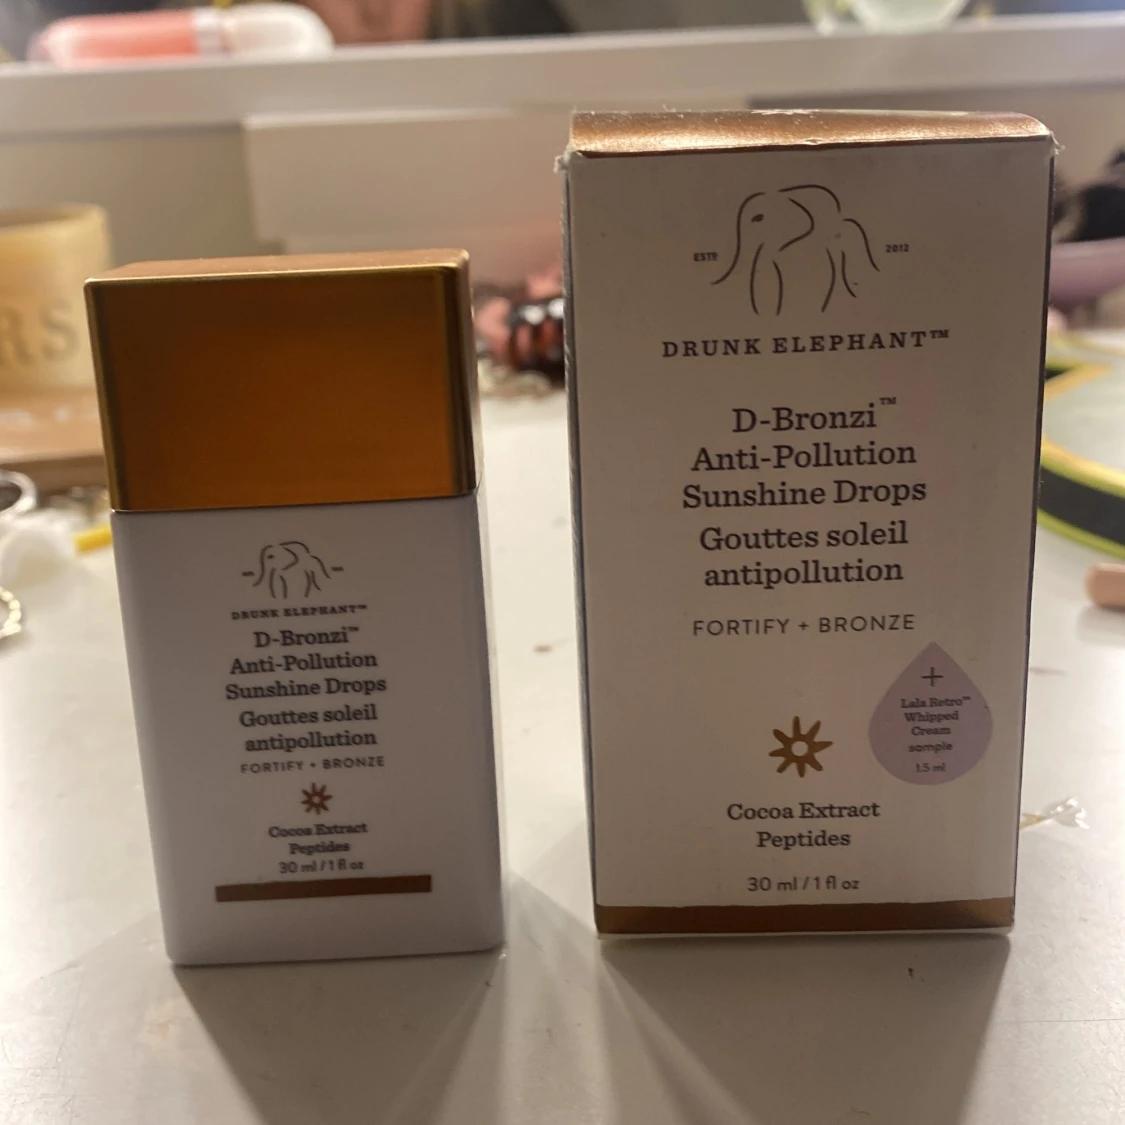 RS
DRUNK ELEPHANT™
D-Bronzi™
Anti-Pollution
Sunshine Drops
Gouttes soleil
antipollution
FORTIFY + BRONZE
Cocoa Extract
Peptides
30 ml / 1 fl oz
ESTD 2012
DRUNK ELEPHANT™
D-Bronzi™
Anti-Pollution
Sunshine Drops
Gouttes soleil
antipollution
FORTIFY + BRONZE
+
Lala Retro™
Whipped
Cream
sample
1.5 ml
Cocoa Extract
Peptides
30 ml / 1 fl oz